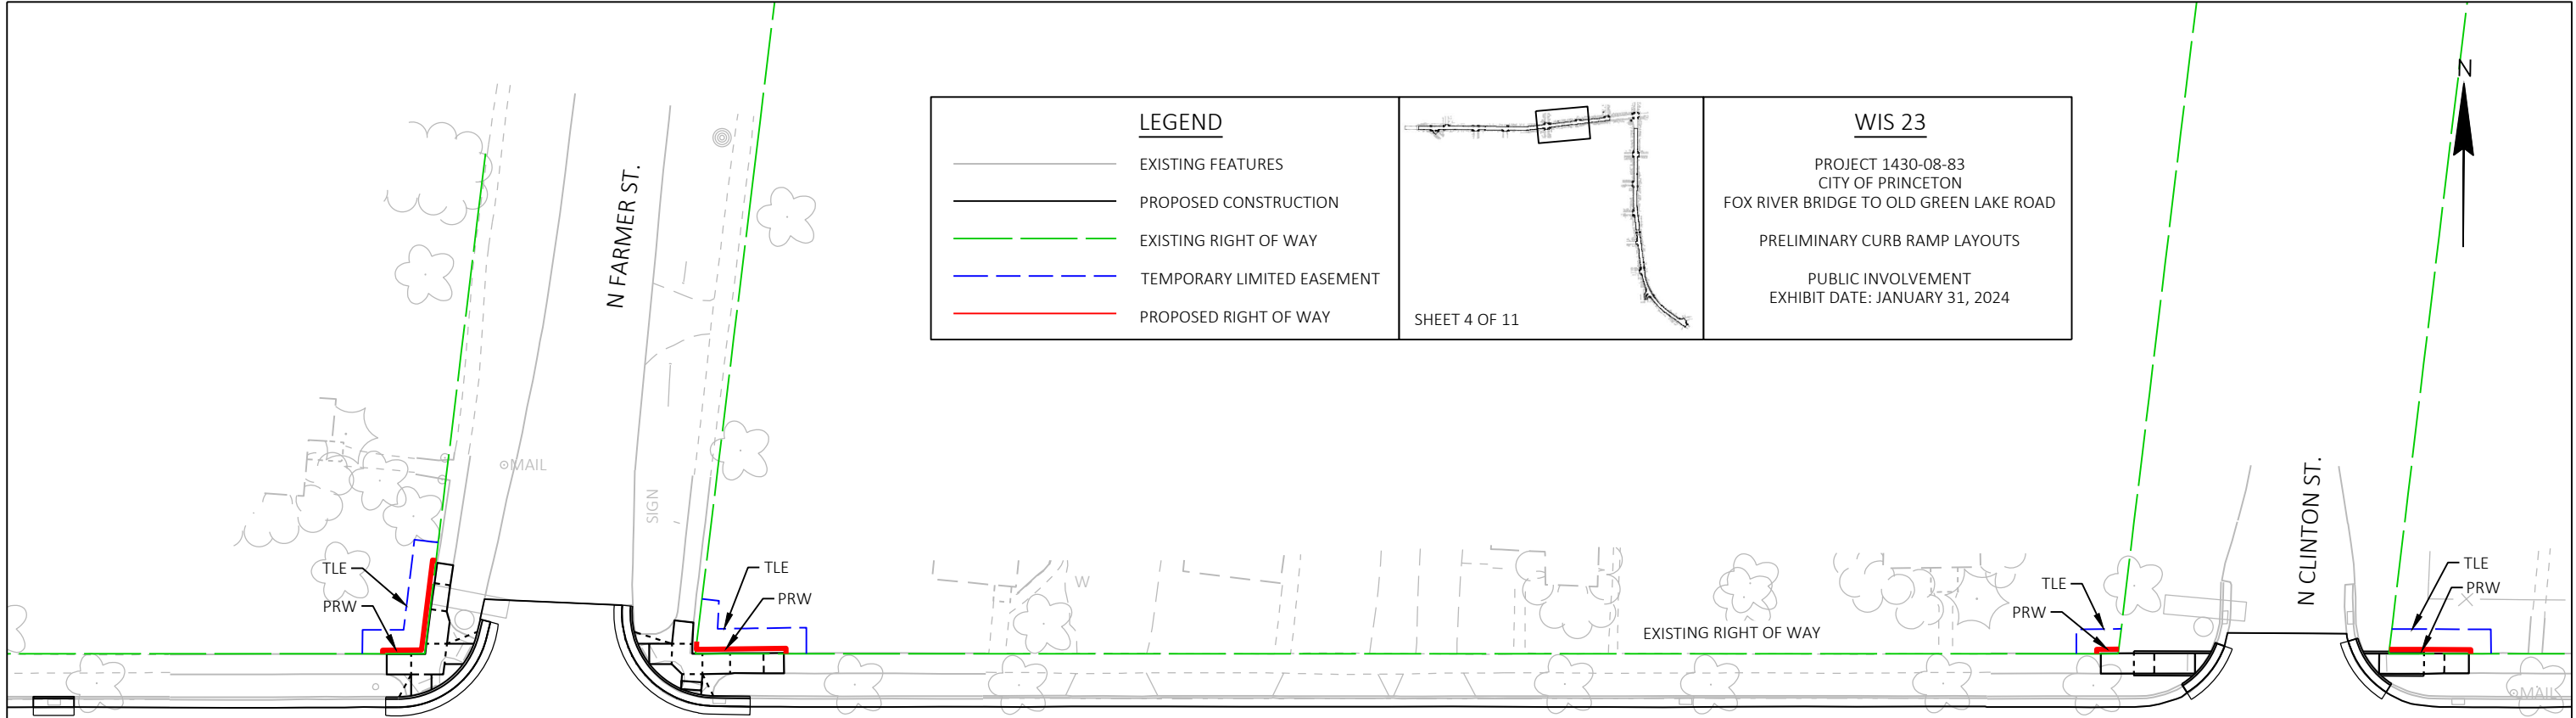 LEGEND
EXISTING FEATURES
PROPOSED CONSTRUCTION
EXISTING RIGHT OF WAY
TEMPORARY LIMITED EASEMENT
PROPOSED RIGHT OF WAY
SHEET 4 OF 11
WIS 23
PROJECT 1430-08-83
CITY OF PRINCETON
FOX RIVER BRIDGE TO OLD GREEN LAKE ROAD
PRELIMINARY CURB RAMP LAYOUTS
PUBLIC INVOLVEMENT
EXHIBIT DATE: JANUARY 31, 2024
N
N FARMER ST.
MAIL
SIGN
TLE
PRW
TLE
PRW
W
EXISTING RIGHT OF WAY
TLE
PRW
N CLINTON ST.
TLE
PRW
MAIL